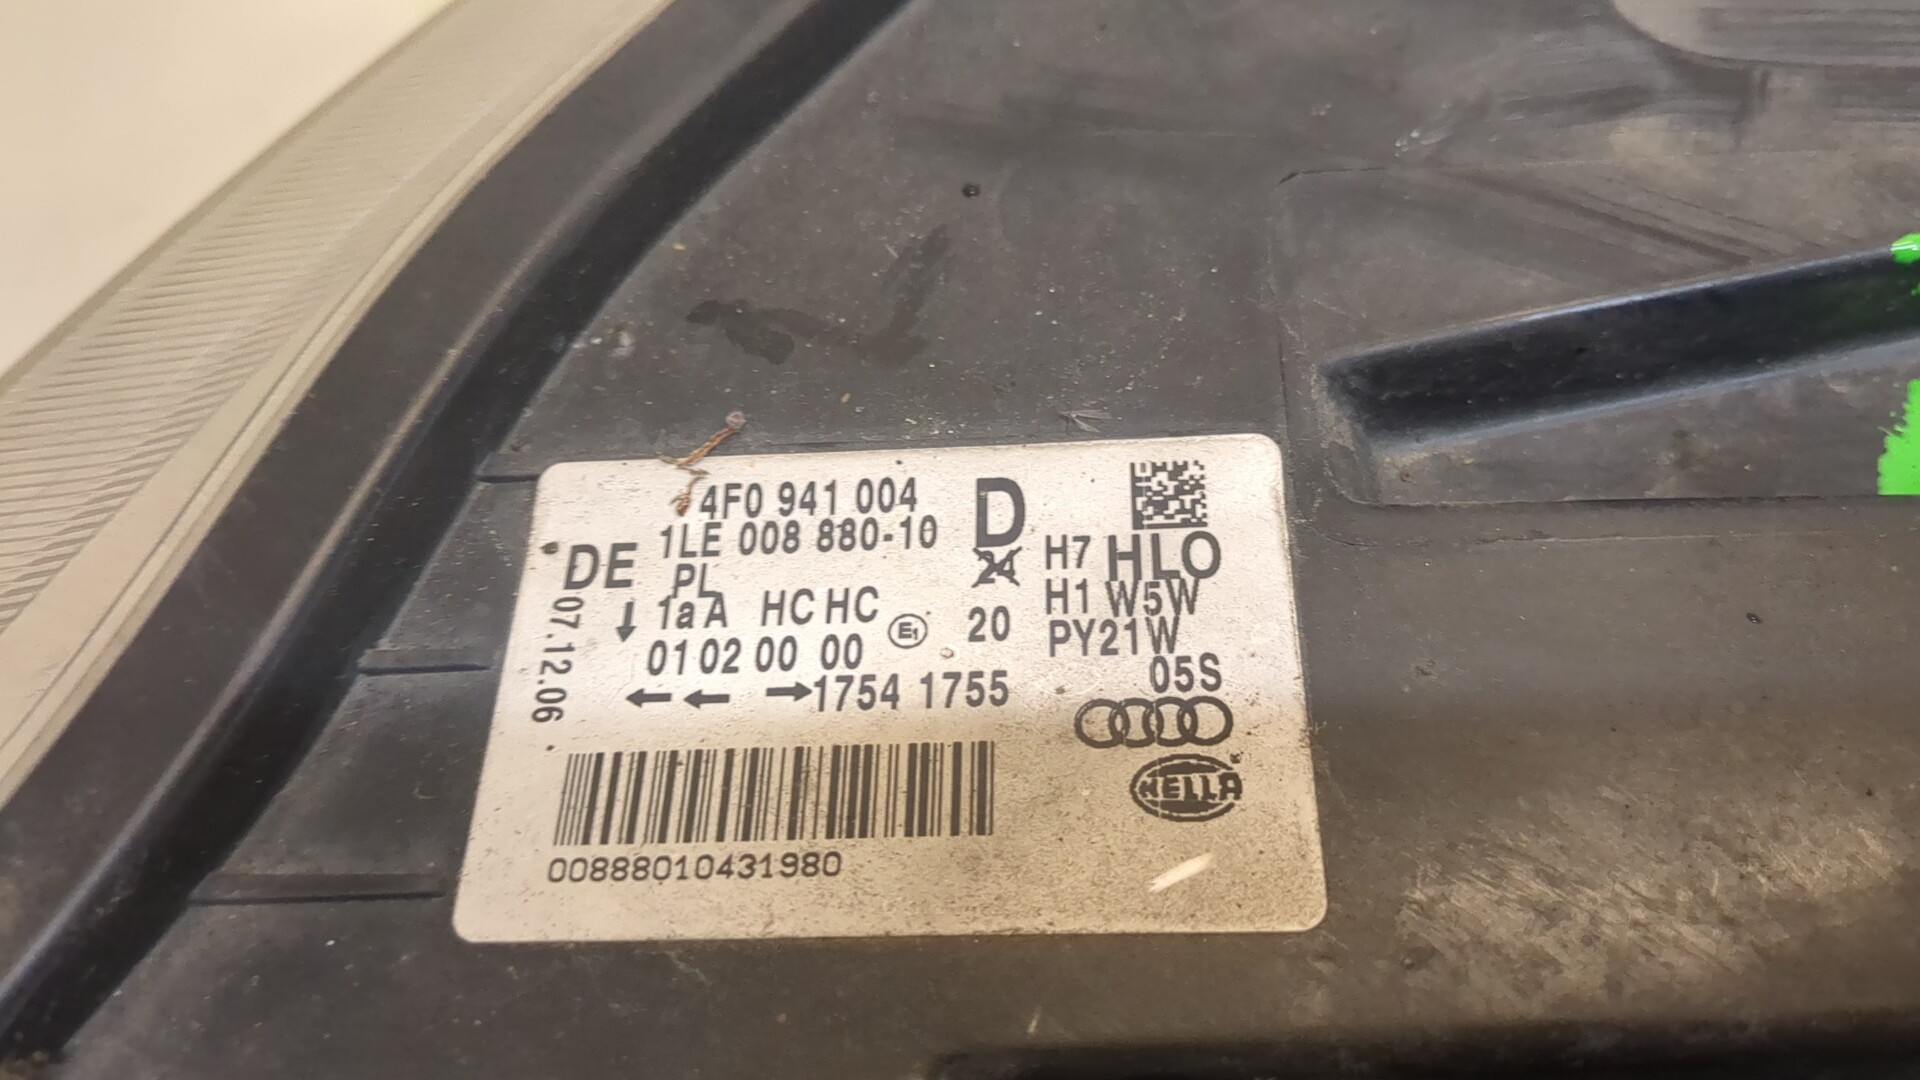 4F0 941 004 D
1LE 008 880-10
DE PL 24 H7 HLO
1a A HC HC H1 W5W
01 02 00 00 E1 20 PY21W
1754 1755 05S
07.12.06
HELLA
00888010431980